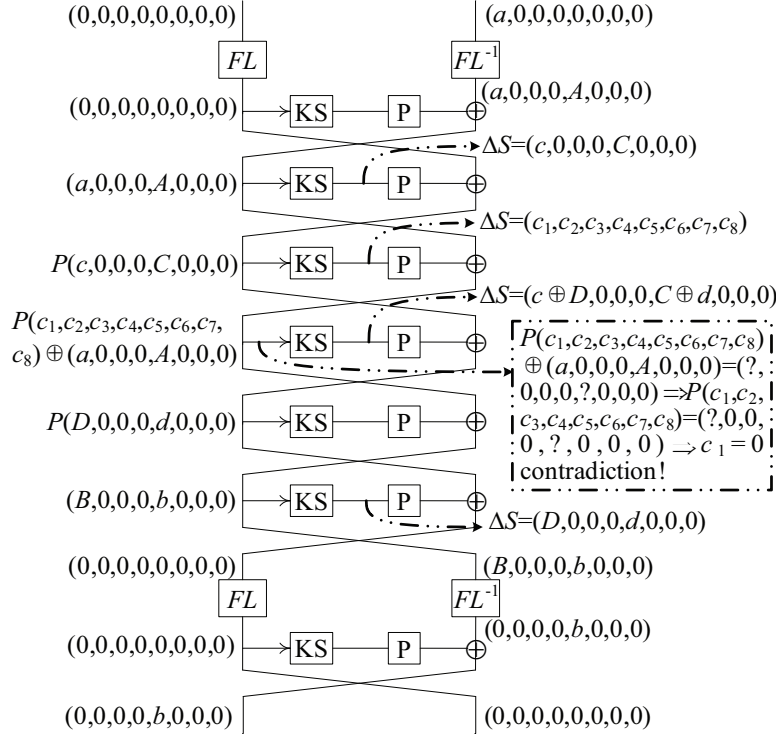 (0,0,0,0,0,0,0,0) (a,0,0,0,0,0,0,0)
FL FL⁻¹
(0,0,0,0,0,0,0,0) KS P (a,0,0,0,A,0,0,0)
ΔS=(c,0,0,0,C,0,0,0)
(a,0,0,0,A,0,0,0) KS P
ΔS=(c₁,c₂,c₃,c₄,c₅,c₆,c₇,c₈)
P(c,0,0,0,C,0,0,0) KS P
ΔS=(c⊕D,0,0,0,C⊕d,0,0,0)
P(c₁,c₂,c₃,c₄,c₅,c₆,c₇,
c₈)⊕(a,0,0,0,A,0,0,0) KS P
P(c₁,c₂,c₃,c₄,c₅,c₆,c₇,c₈)
⊕(a,0,0,0,A,0,0,0)=(?,
0,0,0,?,0,0,0)⇒P(c₁,c₂,
c₃,c₄,c₅,c₆,c₇,c₈)=(?,0,0,
0,?,0,0,0)⇒c₁=0
contradiction!
P(D,0,0,0,d,0,0,0) KS P
(B,0,0,0,b,0,0,0) KS P
ΔS=(D,0,0,0,d,0,0,0)
(0,0,0,0,0,0,0,0) (B,0,0,0,b,0,0,0)
FL FL⁻¹
(0,0,0,0,0,0,0,0) KS P (0,0,0,0,b,0,0,0)
(0,0,0,0,b,0,0,0) (0,0,0,0,0,0,0,0)